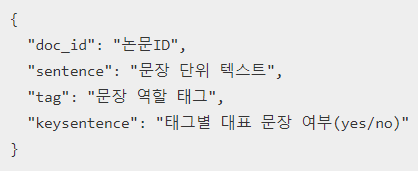 {
"doc_id": "논문ID",
"sentence": "문장 단위 텍스트",
"tag": "문장 역할 태그",
"keysentence": "태그별 대표 문장 여부(yes/no)"
}